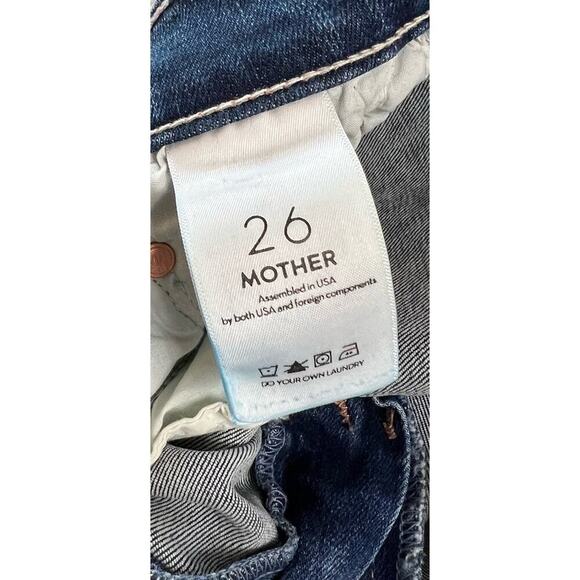 26
MOTHER
Assembled in USA
by both USA and foreign components
DO YOUR OWN LAUNDRY